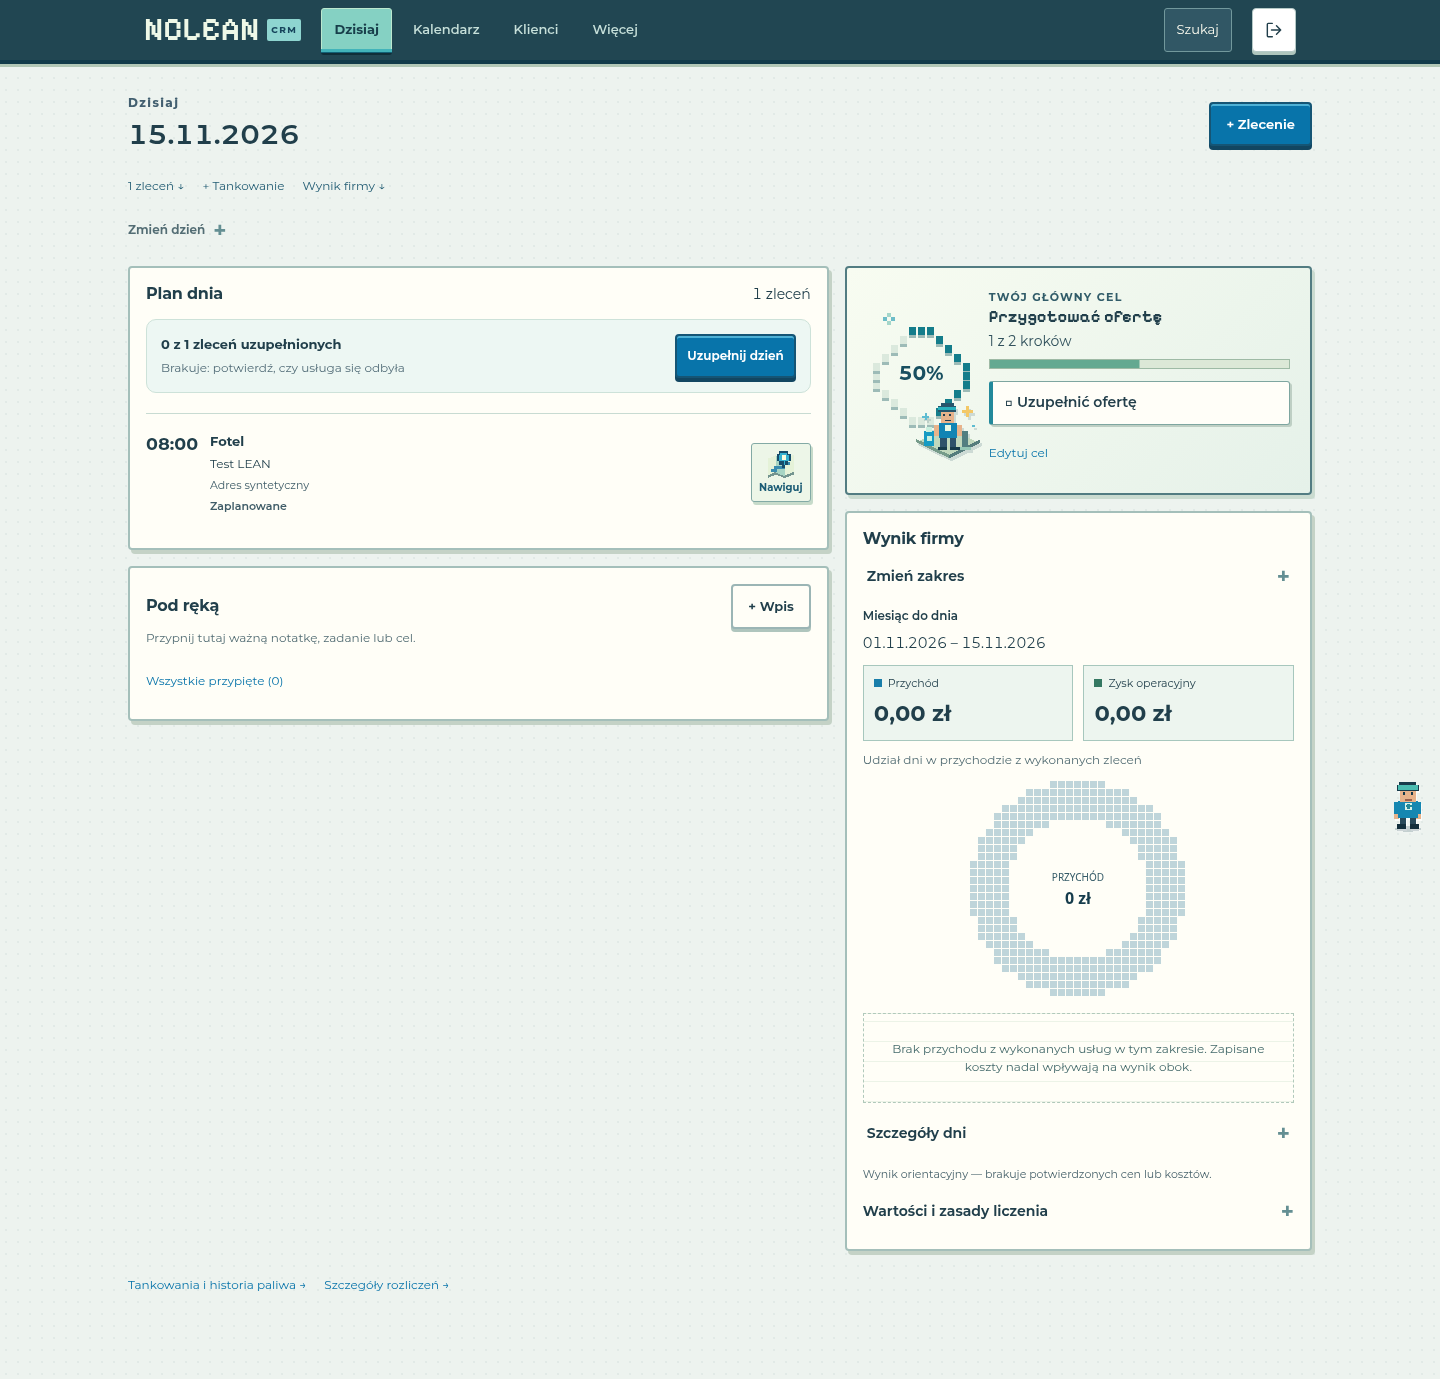 NOLEAN CRM Dzisiaj Kalendarz Klienci Więcej Szukaj
Dzisiaj
15.11.2026
+ Zlecenie
1 zleceń ↓ + Tankowanie Wynik firmy ↓
Zmień dzień +
Plan dnia
1 zleceń
0 z 1 zleceń uzupełnionych
Brakuje: potwierdź, czy usługa się odbyła
Uzupełnij dzień
08:00 Fotel
Test LEAN
Adres syntetyczny
Zaplanowane
Nawiguj
Pod ręką
+ Wpis
Przypnij tutaj ważną notatkę, zadanie lub cel.
Wszystkie przypięte (0)
TWÓJ GŁÓWNY CEL
Przygotować ofertę
1 z 2 kroków
50%
Uzupełnić ofertę
Edytuj cel
Wynik firmy
Zmień zakres +
Miesiąc do dnia
01.11.2026 – 15.11.2026
Przychód
0,00 zł
Zysk operacyjny
0,00 zł
Udział dni w przychodzie z wykonanych zleceń
PRZYCHÓD
0 zł
G
Brak przychodu z wykonanych usług w tym zakresie. Zapisane
koszty nadal wpływają na wynik obok.
Szczegóły dni +
Wynik orientacyjny — brakuje potwierdzonych cen lub kosztów.
Wartości i zasady liczenia +
Tankowania i historia paliwa → Szczegóły rozliczeń →